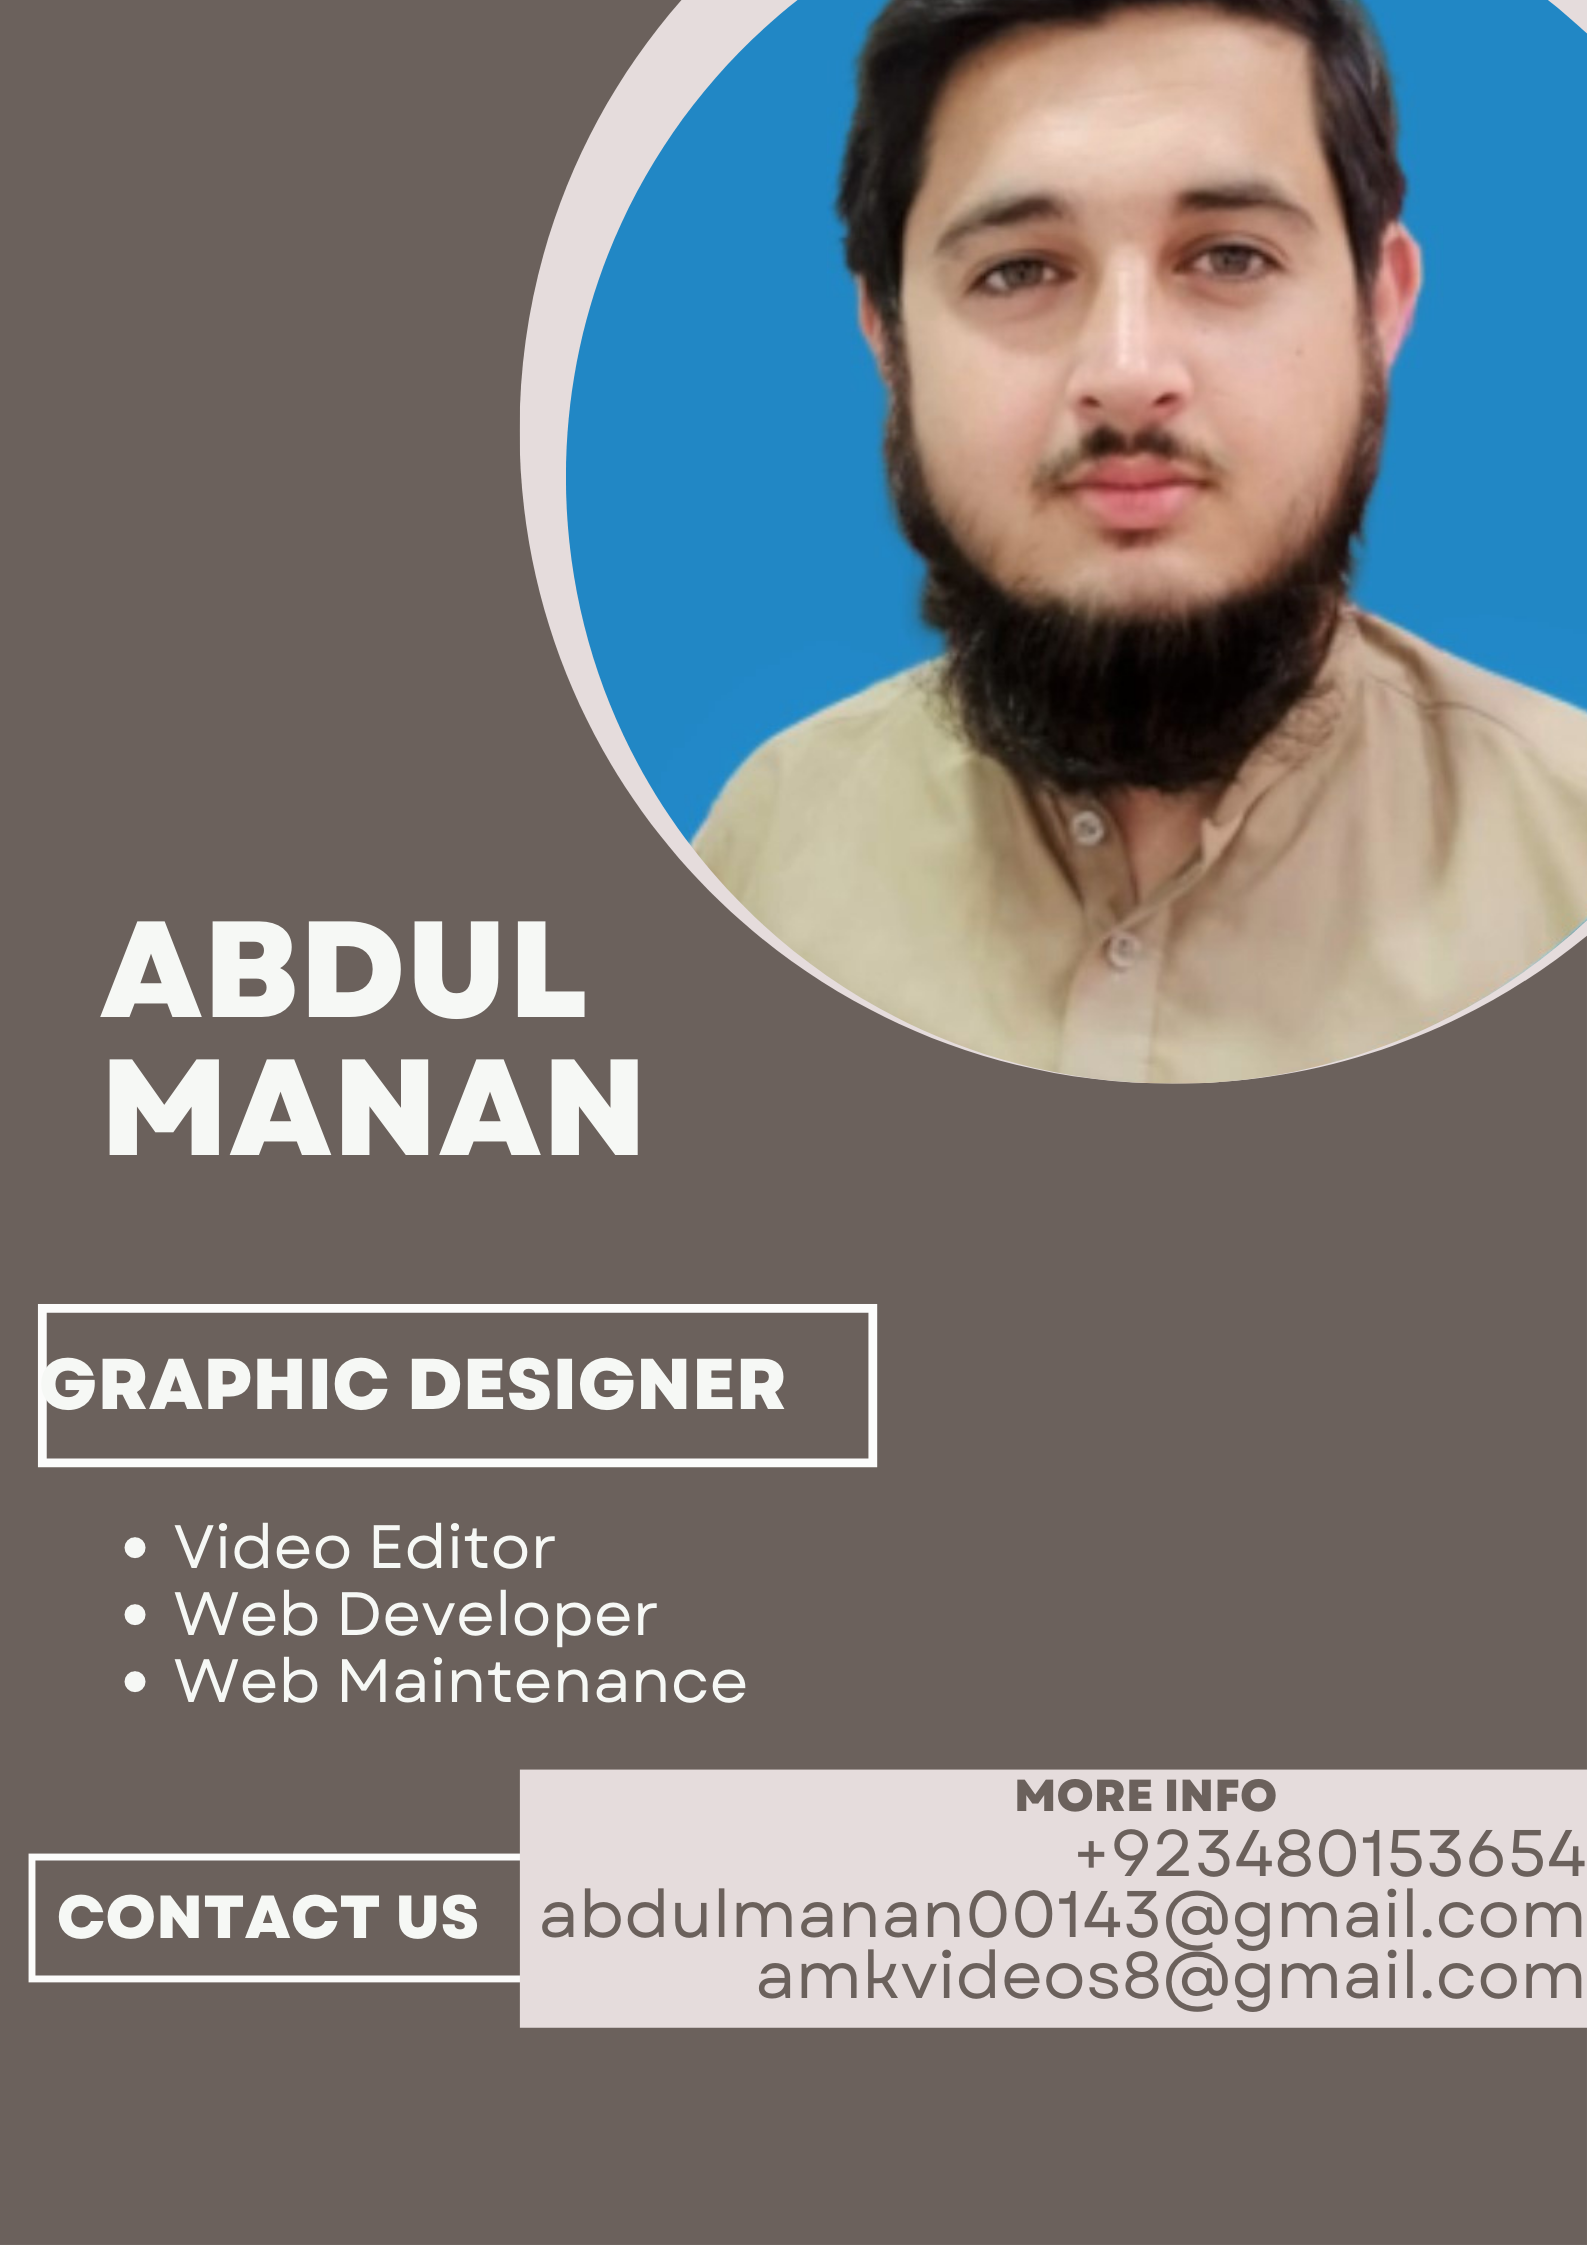 ABDUL
MANAN
GRAPHIC DESIGNER
• Video Editor
• Web Developer
• Web Maintenance
CONTACT US
MORE INFO
+923480153654
abdulmanan00143@gmail.com
amkvideos8@gmail.com